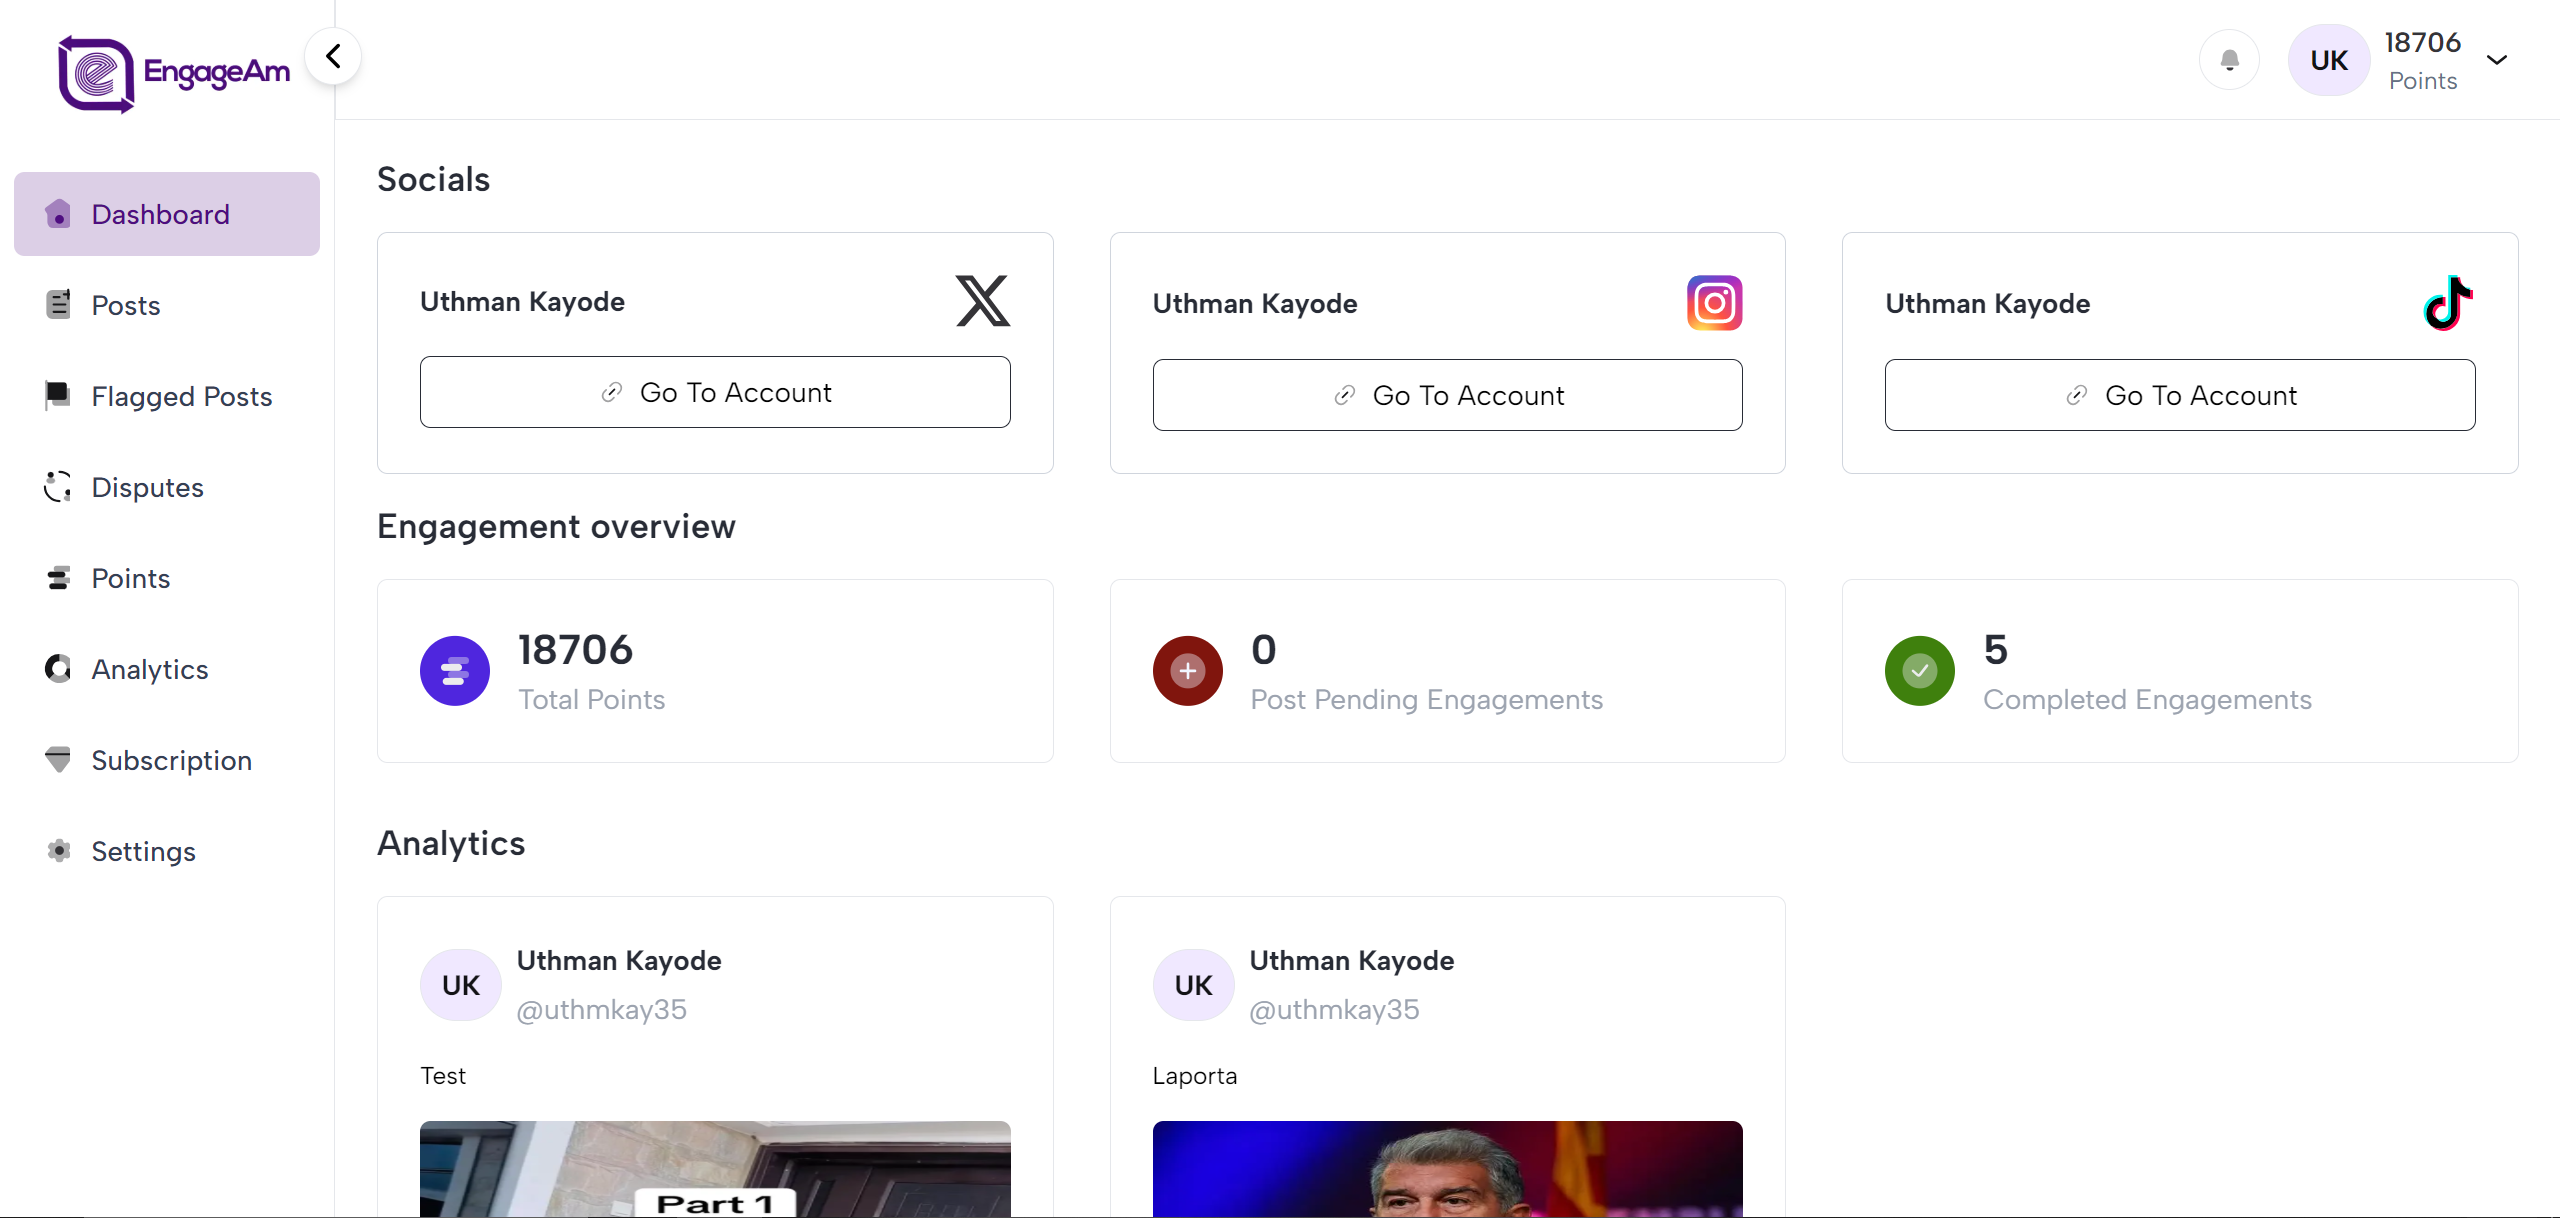 EngageAm
UK
18706
Points
Dashboard
Posts
Flagged Posts
Disputes
Points
Analytics
Subscription
Settings
Socials
Uthman Kayode
Go To Account
Uthman Kayode
Go To Account
Uthman Kayode
Go To Account
Engagement overview
18706
Total Points
0
Post Pending Engagements
5
Completed Engagements
Analytics
UK
Uthman Kayode
@uthmkay35
Test
Part 1
UK
Uthman Kayode
@uthmkay35
Laporta